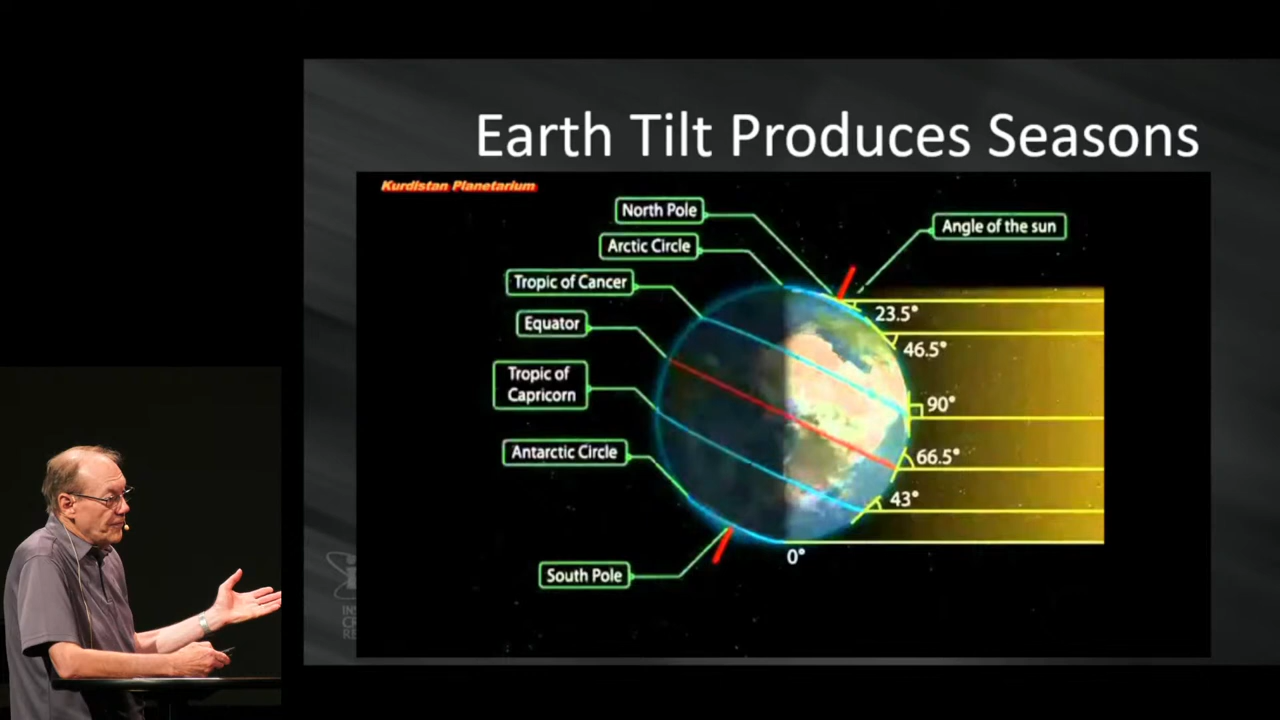 Earth Tilt Produces Seasons
Kurdistan Planetarium
North Pole
Angle of the sun
Arctic Circle
Tropic of Cancer
23.5°
Equator
46.5°
Tropic of
Capricorn
90°
Antarctic Circle
66.5°
43°
0°
South Pole